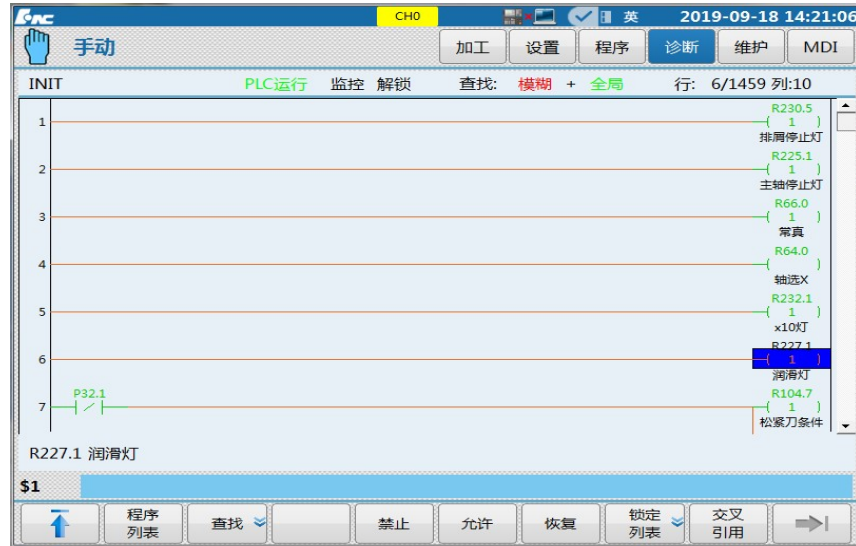 CH0
英
2019-09-18 14:21:06
手动
加工
设置
程序
诊断
维护
MDI
INIT
PLC运行
监控
解锁
查找: 模糊 + 全局
行: 6/1459 列:10
R230.5
1
( 1 )
排屑停止灯
R225.1
2
( 1 )
主轴停止灯
R66.0
3
( 1 )
常真
R64.0
4
( )
轴选X
R232.1
5
( 1 )
x10灯
R227.1
6
( 1 )
润滑灯
P32.1
R104.7
7
( 1 )
松紧刀条件
R227.1 润滑灯
$1
程序
列表
查找
禁止
允许
恢复
锁定
列表
交叉
引用